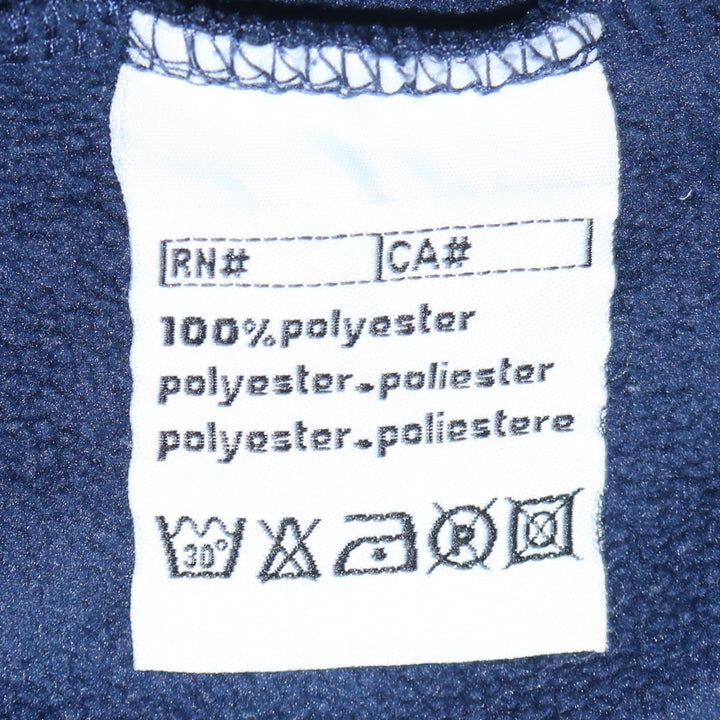 RN# CA#
100% polyester
polyester-poliester
polyester-poliestere
30° P